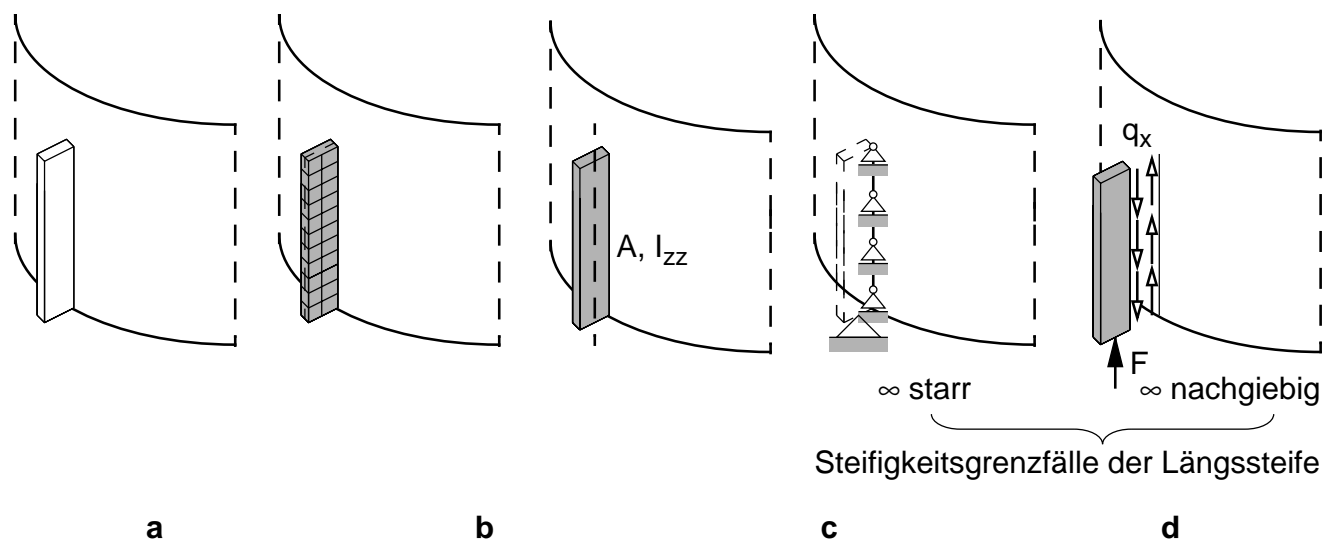 q_x
A, I_zz
F
∞ starr
∞ nachgiebig
Steifigkeitsgrenzfälle der Längssteife
a
b
c
d